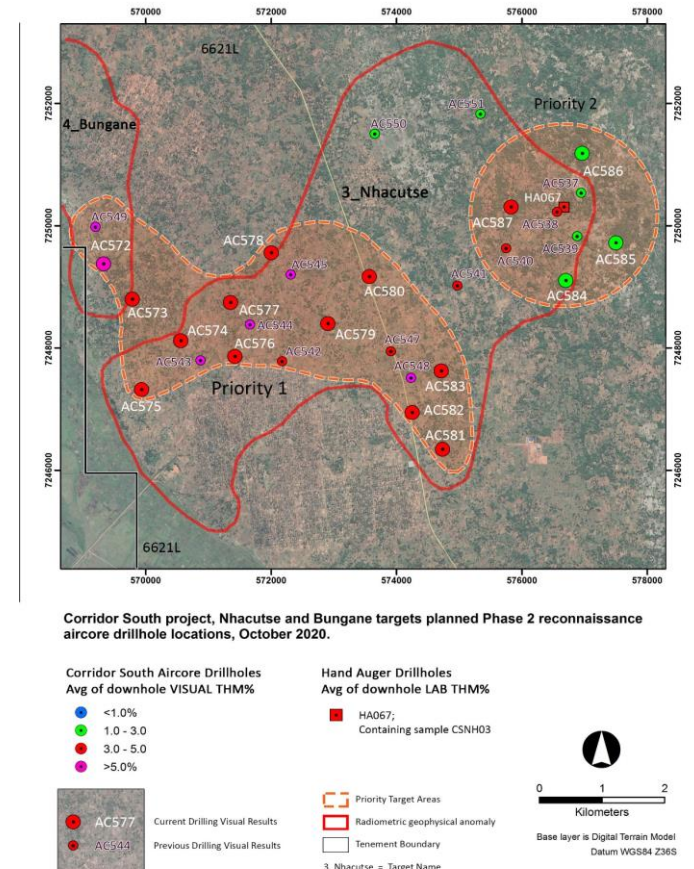 570000 572000 574000 576000 578000
6621L
7252000
7252000
4_Bungane
AC551
Priority 2
AC550
AC586
3_Nhacutse
AC537
HA067
AC549
AC587
AC538
7250000
7250000
AC572
AC578
AC539
AC585
AC540
AC545
AC541
AC580
AC584
AC573
AC577
AC574
AC544
AC579
7248000
7248000
AC576
AC542
AC547
AC543
AC548
AC583
Priority 1
AC575
AC582
AC581
7246000
7246000
6621L
570000 572000 574000 576000 578000
Corridor South project, Nhacutse and Bungane targets planned Phase 2 reconnaissance
aircore drillhole locations, October 2020.
Corridor South Aircore Drillholes
Avg of downhole VISUAL THM%
<1.0%
1.0 - 3.0
3.0 - 5.0
>5.0%
AC577 Current Drilling Visual Results
AC544 Previous Drilling Visual Results
Hand Auger Drillholes
Avg of downhole LAB THM%
HA067;
Containing sample CSNH03
Priority Target Areas
Radiometric geophysical anomaly
Tenement Boundary
3_Nhacutse = Target Name
0 1 2
Kilometers
Base layer is Digital Terrain Model
Datum WGS84 Z36S